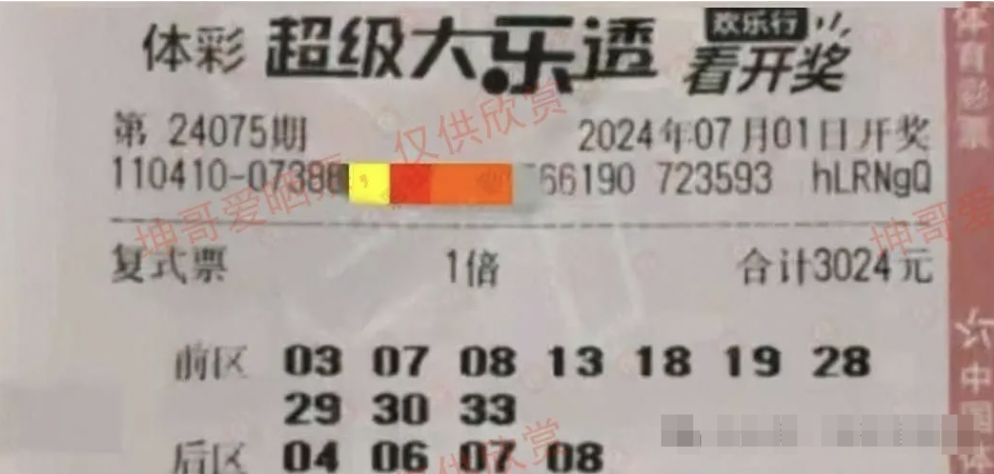 体彩 超级大乐透 欢乐行 看开奖
第 24075期 2024年07月01日开奖
110410-07388 66190 723593 hLRNgQ
复式票 1倍 合计3024元
前区 03 07 08 13 18 19 28
29 30 33
后区 04 06 07 08
体育彩票
中国体
坤哥爱晒
仅供欣赏
坤哥爱
仅供欣赏